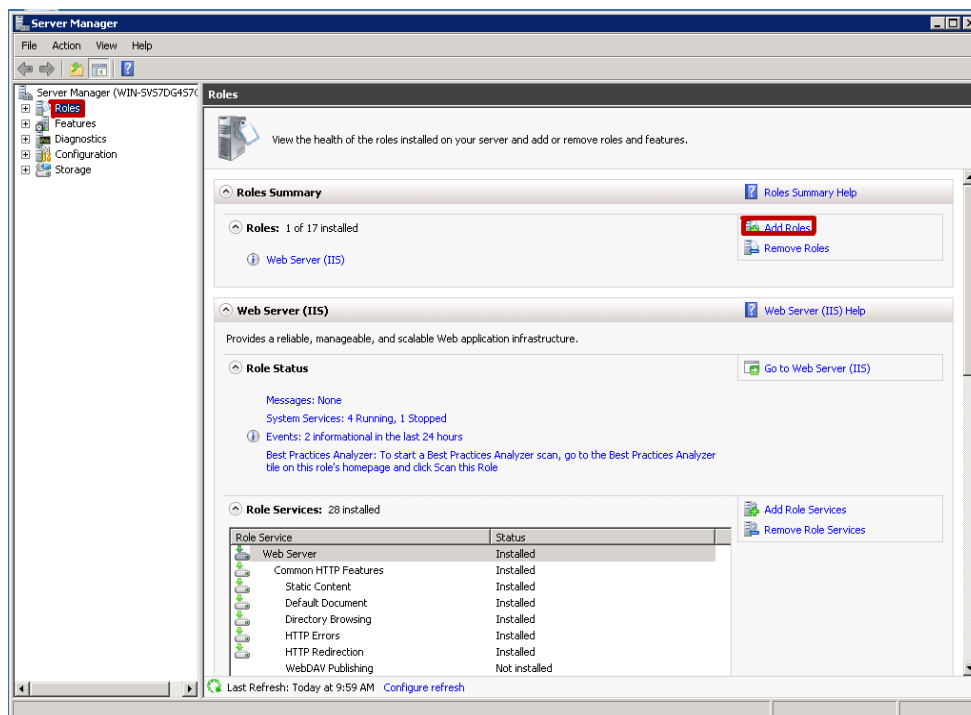 Server Manager
File Action View Help
Server Manager (WIN-SVS7DG4S7G
Roles
Features
Diagnostics
Configuration
Storage
Roles
View the health of the roles installed on your server and add or remove roles and features.
Roles Summary
Roles Summary Help
Roles: 1 of 17 installed
Add Roles
Remove Roles
Web Server (IIS)
Web Server (IIS)
Web Server (IIS) Help
Provides a reliable, manageable, and scalable Web application infrastructure.
Role Status
Go to Web Server (IIS)
Messages: None
System Services: 4 Running, 1 Stopped
Events: 2 informational in the last 24 hours
Best Practices Analyzer: To start a Best Practices Analyzer scan, go to the Best Practices Analyzer
tile on this role's homepage and click Scan this Role
Role Services: 28 installed
Add Role Services
Remove Role Services
Role Service Status
Web Server Installed
Common HTTP Features Installed
Static Content Installed
Default Document Installed
Directory Browsing Installed
HTTP Errors Installed
HTTP Redirection Installed
WebDAV Publishing Not installed
Last Refresh: Today at 9:59 AM Configure refresh